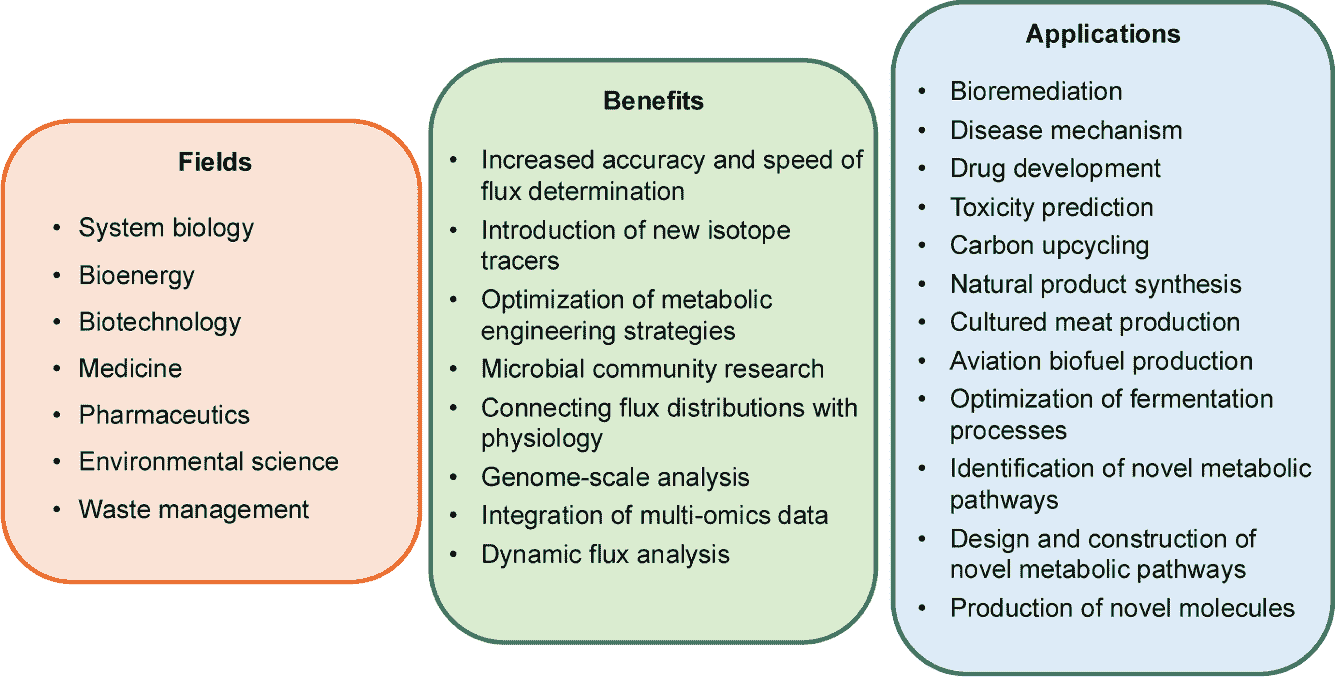 Fields
• System biology
• Bioenergy
• Biotechnology
• Medicine
• Pharmaceutics
• Environmental science
• Waste management
Benefits
• Increased accuracy and speed of
flux determination
• Introduction of new isotope
tracers
• Optimization of metabolic
engineering strategies
• Microbial community research
• Connecting flux distributions with
physiology
• Genome-scale analysis
• Integration of multi-omics data
• Dynamic flux analysis
Applications
• Bioremediation
• Disease mechanism
• Drug development
• Toxicity prediction
• Carbon upcycling
• Natural product synthesis
• Cultured meat production
• Aviation biofuel production
• Optimization of fermentation
processes
• Identification of novel metabolic
pathways
• Design and construction of
novel metabolic pathways
• Production of novel molecules